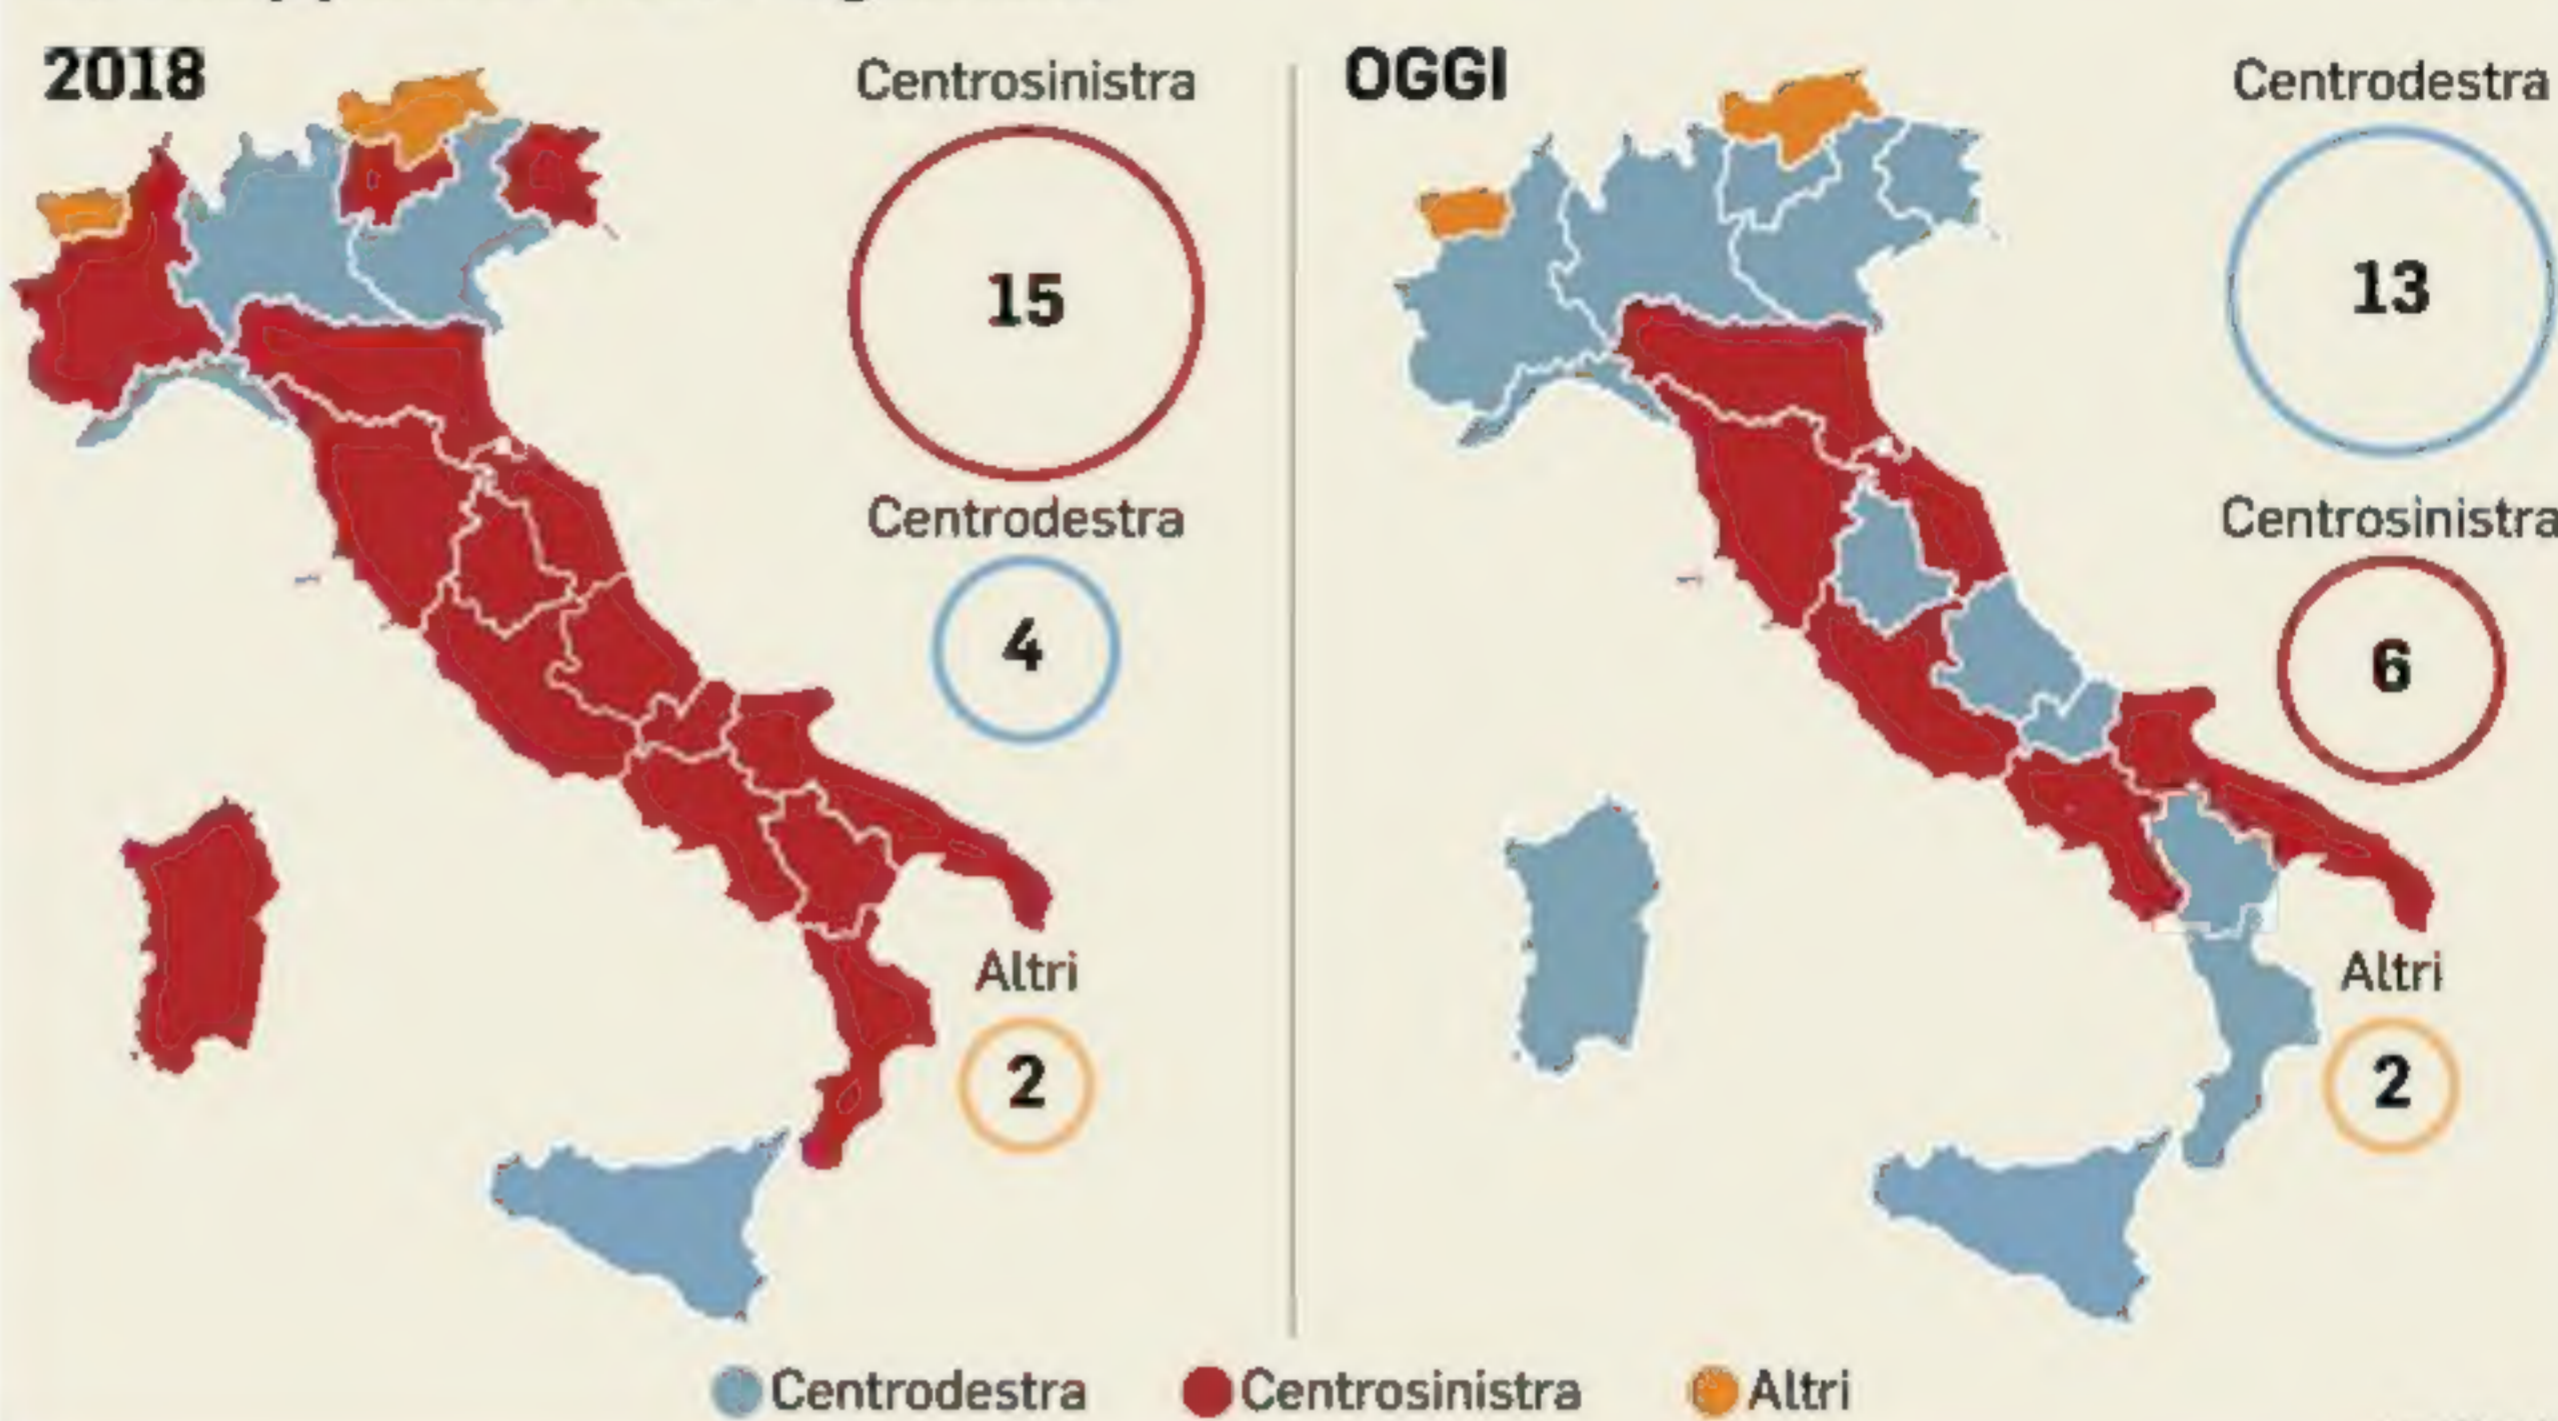 2018
Centrosinistra
15
Centrodestra
4
Altri
2
OGGI
Centrodestra
13
Centrosinistra
6
Altri
2
Centrodestra Centrosinistra Altri